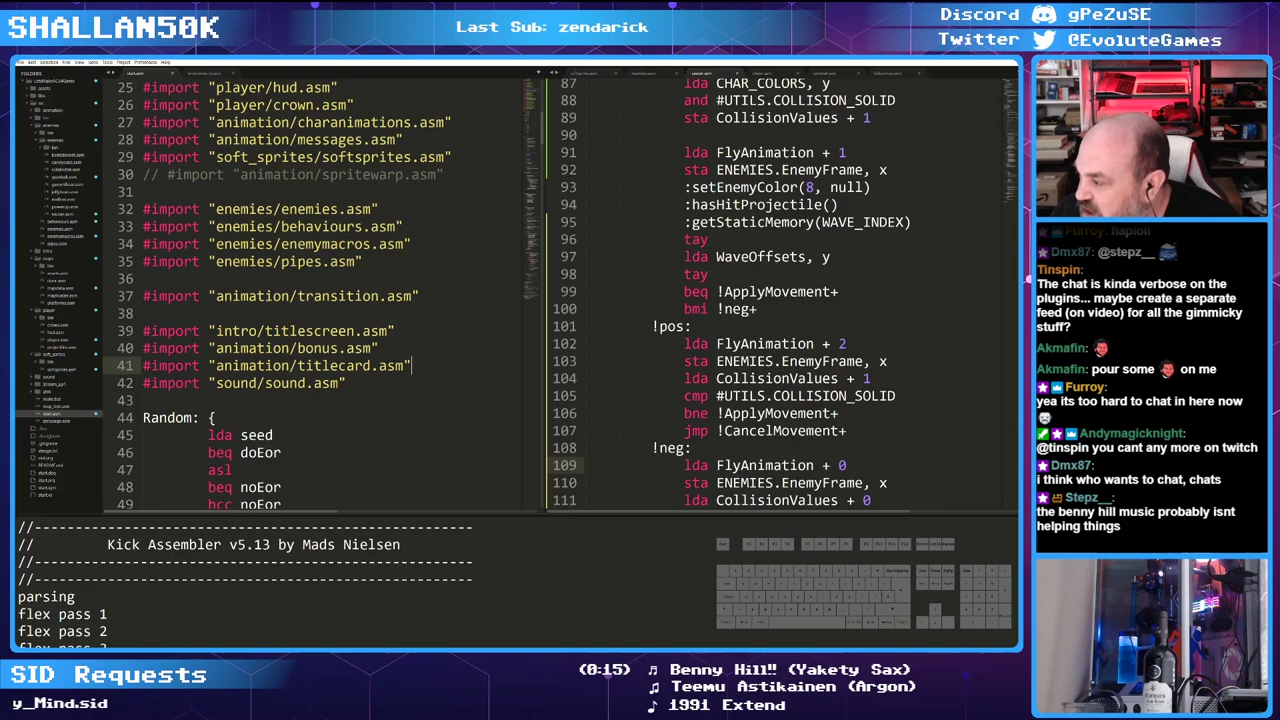 SHALLAN50K
Last Sub: zendarick
Discord gPeZuSE
Twitter @EvoluteGames
25 #import "player/hud.asm"
26 #import "player/crown.asm"
27 #import "animation/charanimations.asm"
28 #import "animation/messages.asm"
29 #import "soft_sprites/softsprites.asm"
30 // #import "animation/spritewarp.asm"
31
32 #import "enemies/enemies.asm"
33 #import "enemies/behaviours.asm"
34 #import "enemies/enemymacros.asm"
35 #import "enemies/pipes.asm"
36
37 #import "animation/transition.asm"
38
39 #import "intro/titlescreen.asm"
40 #import "animation/bonus.asm"
41 #import "animation/titlecard.asm"
42 #import "sound/sound.asm"
43
44 Random: {
45 lda seed
46 beq doEor
47 asl
48 beq noEor
49 bcc noEor
87 lda CHAR_COLORS, y
88 and #UTILS.COLLISION_SOLID
89 sta CollisionValues + 1
90
91 lda FlyAnimation + 1
92 sta ENEMIES.EnemyFrame, x
93 :setEnemyColor(8, null)
94 :hasHitProjectile()
95 :getStaticMemory(WAVE_INDEX)
96 tay
97 lda WaveOffsets, y
98 tay
99 beq !ApplyMovement+
100 bmi !neg+
101 !pos:
102 lda FlyAnimation + 2
103 sta ENEMIES.EnemyFrame, x
104 lda CollisionValues + 1
105 cmp #UTILS.COLLISION_SOLID
106 bne !ApplyMovement+
107 jmp !CancelMovement+
108 !neg:
109 lda FlyAnimation + 0
110 sta ENEMIES.EnemyFrame, x
111 lda CollisionValues + 0
//------------------------------------------------------
// Kick Assembler v5.13 by Mads Nielsen
//------------------------------------------------------
//------------------------------------------------------
parsing
flex pass 1
flex pass 2
Dmx87: @stepz__
Tinspin:
The chat is kinda verbose on the
plugins... maybe create a separate
feed (on video) for all the gimmicky
stuff?
Akmafin:
Akmafin: pour some on me
Furroy:
yea its too hard to chat in here now
Andymagicknight:
@tinspin you cant any more on twitch
Dmx87:
i think who wants to chat, chats
Stepz__:
the benny hill music probably isnt
helping things
SID Requests
y_Mind.sid
(0:15) Benny Hill!! (Yakety Sax)
Teemu Astikainen (Argon)
1991 Extend